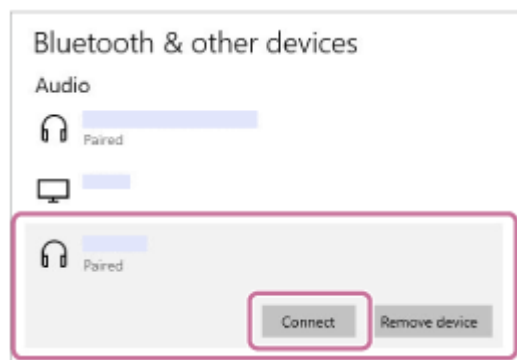 Bluetooth & other devices
Audio
Paired
Paired
Connect
Remove device